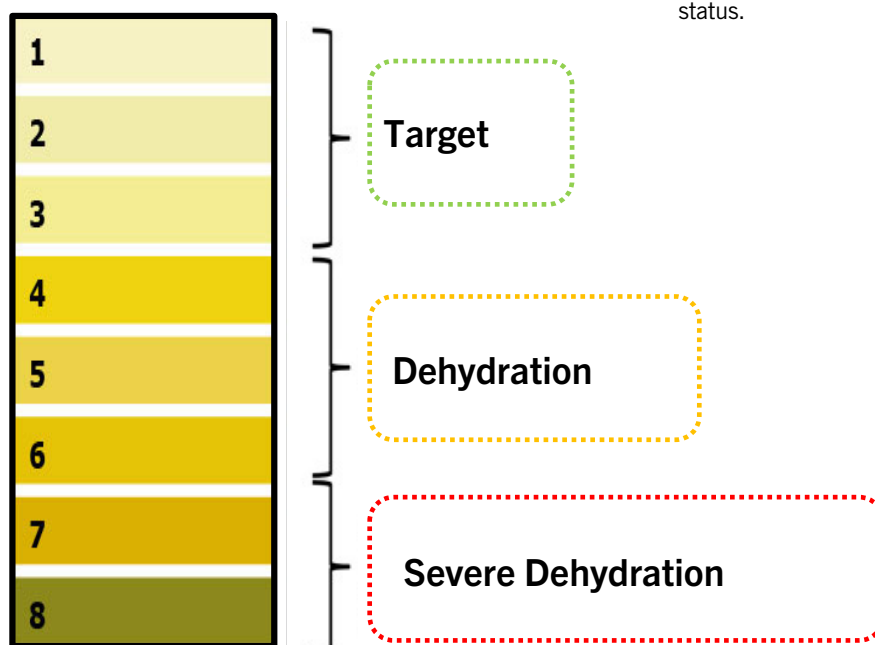 status.
1
2
Target
3
4
5
Dehydration
6
7
Severe Dehydration
8